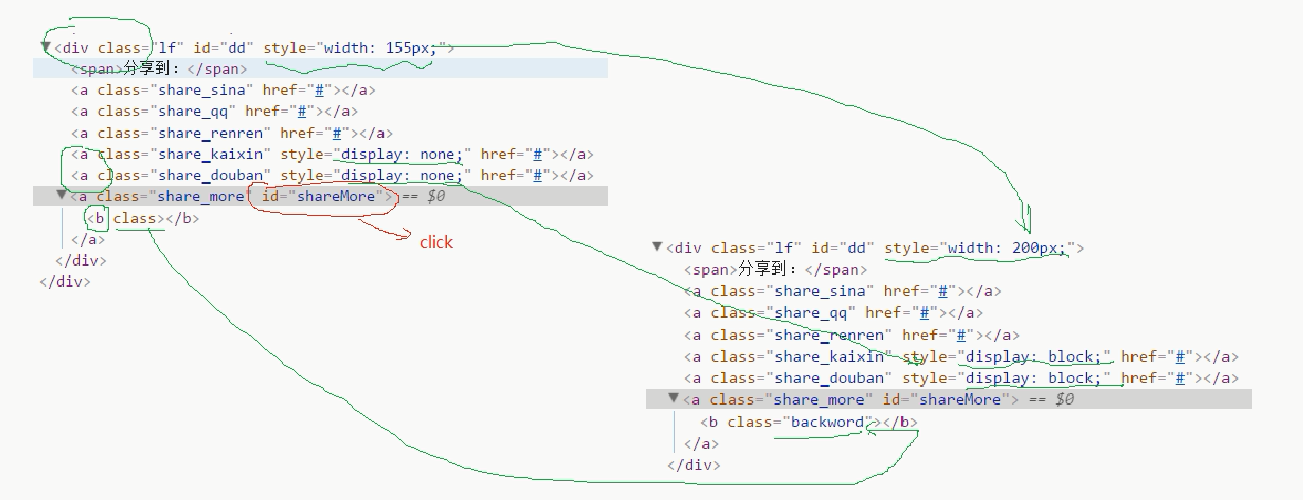 ▼<div class="lf" id="dd" style="width: 155px;">
<span>分享到：</span>
<a class="share_sina" href="#"></a>
<a class="share_qq" href="#"></a>
<a class="share_renren" href="#"></a>
<a class="share_kaixin" style="display: none;" href="#"></a>
<a class="share_douban" style="display: none;" href="#"></a>
▼<a class="share_more" id="shareMore"> == $0
<b class></b>
</a>
</div>
</div>
click
▼<div class="lf" id="dd" style="width: 200px;">
<span>分享到：</span>
<a class="share_sina" href="#"></a>
<a class="share_qq" href="#"></a>
<a class="share_renren" href="#"></a>
<a class="share_kaixin" style="display: block;" href="#"></a>
<a class="share_douban" style="display: block;" href="#"></a>
▼<a class="share_more" id="shareMore"> == $0
<b class="backword"></b>
</a>
</div>